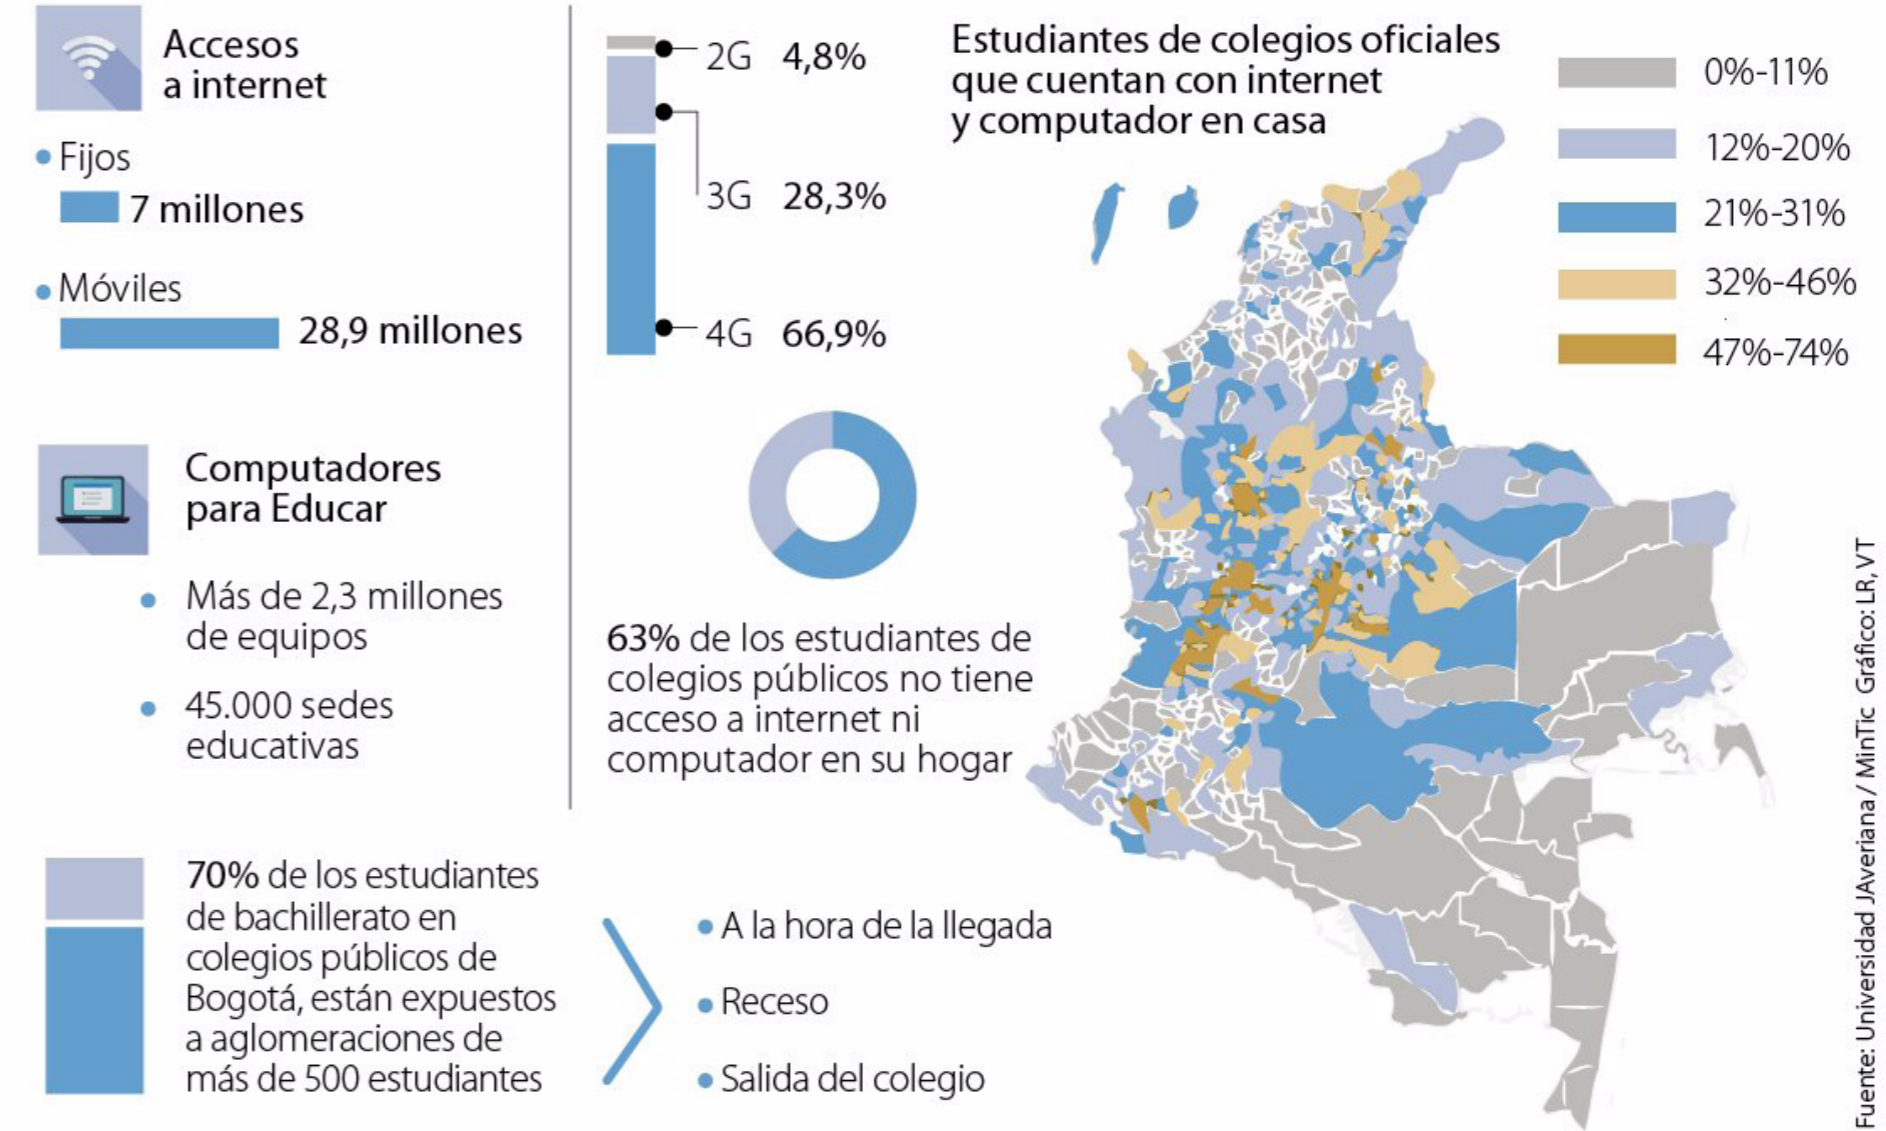 Accesos
a internet
• Fijos
7 millones
• Móviles
28,9 millones
2G 4,8%
3G 28,3%
4G 66,9%
Estudiantes de colegios oficiales
que cuentan con internet
y computador en casa
0%-11%
12%-20%
21%-31%
32%-46%
47%-74%
Computadores
para Educar
• Más de 2,3 millones
de equipos
• 45.000 sedes
educativas
63% de los estudiantes de
colegios públicos no tiene
acceso a internet ni
computador en su hogar
70% de los estudiantes
de bachillerato en
colegios públicos de
Bogotá, están expuestos
a aglomeraciones de
más de 500 estudiantes
• A la hora de la llegada
• Receso
• Salida del colegio
Fuente: Universidad JAveriana / MinTic Gráfico: LR, VT